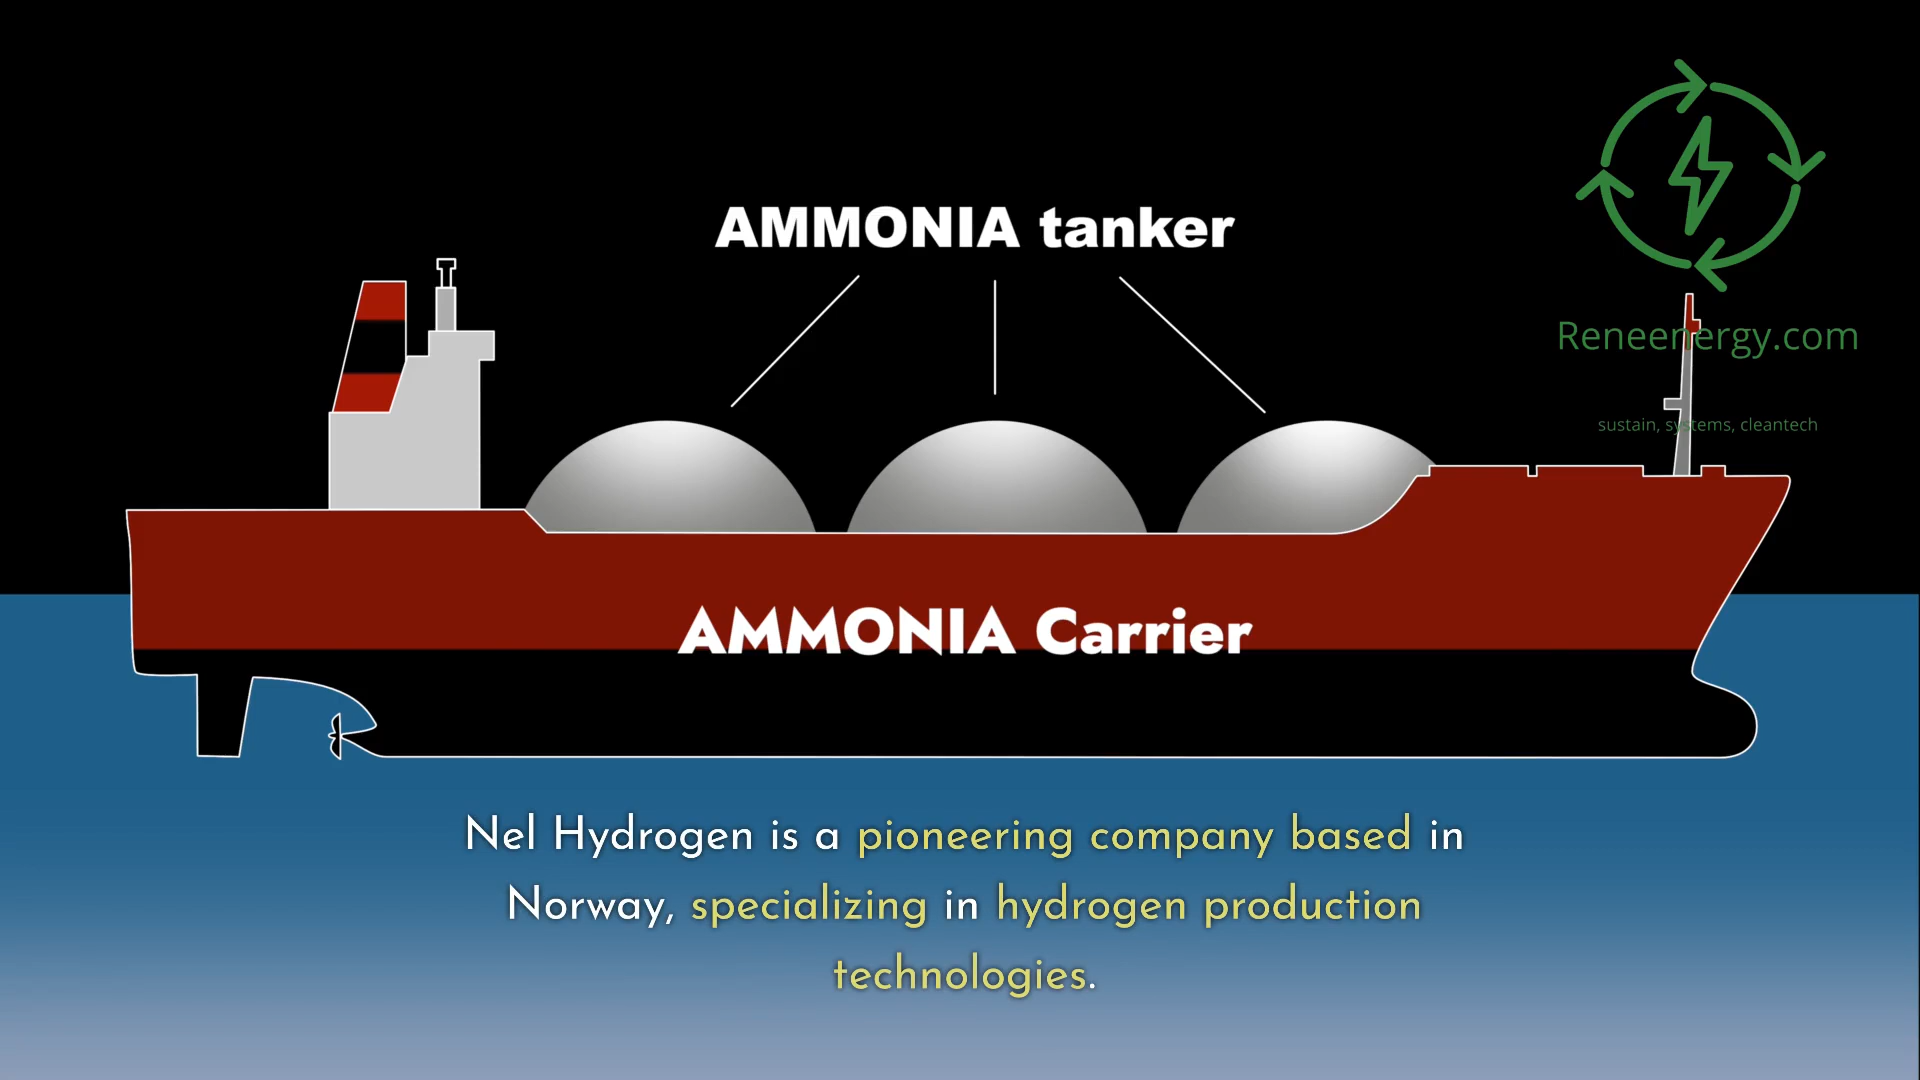 AMMONIA tanker
Reneenergy.com
sustain, systems, cleantech
AMMONIA Carrier
Nel Hydrogen is a pioneering company based in
Norway, specializing in hydrogen production
technologies.